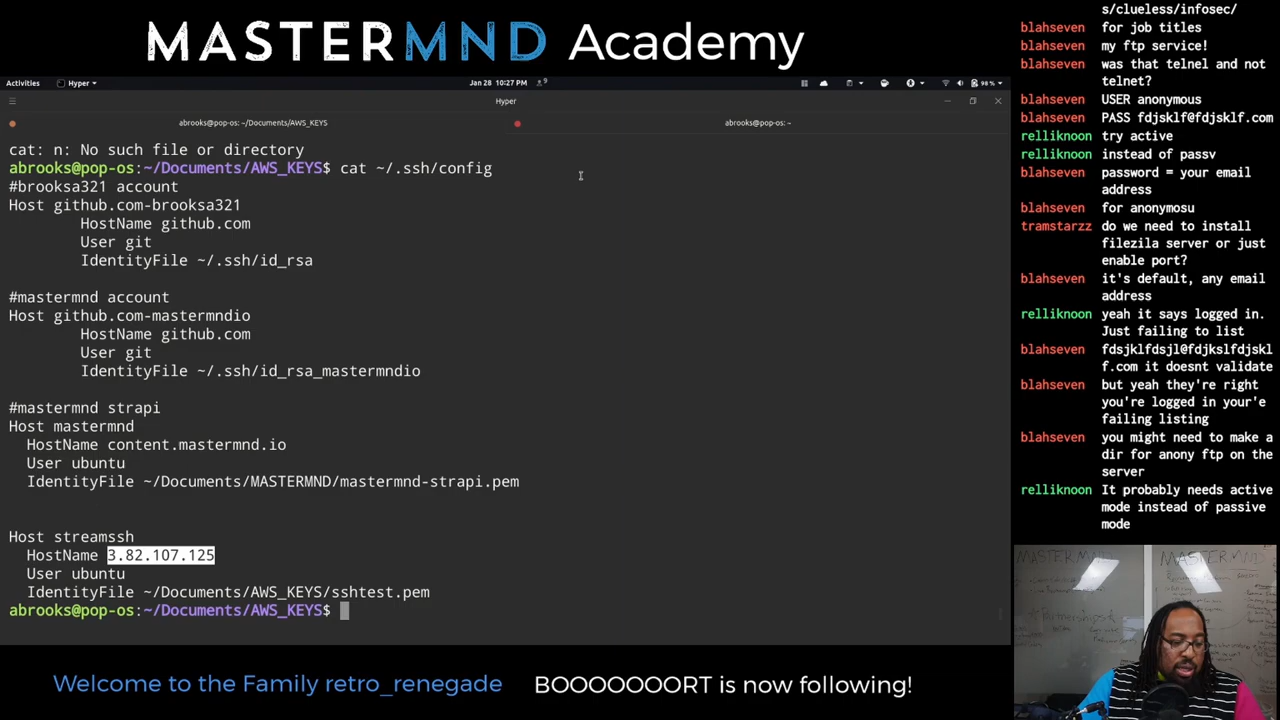 MASTERMND Academy
Activities
Hyper
Jan 28 10:27 PM
98 %
Hyper
abrooks@pop-os: ~/Documents/AWS_KEYS
abrooks@pop-os: ~
cat: n: No such file or directory
abrooks@pop-os:~/Documents/AWS_KEYS$ cat ~/.ssh/config
#brooksa321 account
Host github.com-brooksa321
HostName github.com
User git
IdentityFile ~/.ssh/id_rsa
#mastermnd account
Host github.com-mastermndio
HostName github.com
User git
IdentityFile ~/.ssh/id_rsa_mastermndio
#mastermnd strapi
Host mastermnd
HostName content.mastermnd.io
User ubuntu
IdentityFile ~/Documents/MASTERMND/mastermnd-strapi.pem
Host streamssh
HostName 3.82.107.125
User ubuntu
IdentityFile ~/Documents/AWS_KEYS/sshtest.pem
abrooks@pop-os:~/Documents/AWS_KEYS$
s/clueless/infosec/
blahseven for job titles
blahseven my ftp service!
blahseven was that telnel and not
telnet?
blahseven USER anonymous
blahseven PASS fdjsklf@fdjsklf.com
relliknoon try active
relliknoon instead of passv
blahseven password = your email
address
blahseven for anonymosu
tramstarzz do we need to install
filezila server or just
enable port?
blahseven it's default, any email
address
relliknoon yeah it says logged in.
Just failing to list
blahseven fdsjklfdsjl@fdjkslfdjskl
f.com it doesnt validate
blahseven but yeah they're right
you're logged in your'e
failing listing
blahseven you might need to make a
dir for anony ftp on the
server
relliknoon It probably needs active
mode instead of passive
mode
MASTERMND
MASTERMND
Welcome to the Family retro_renegade
BOOOOOOORT is now following!